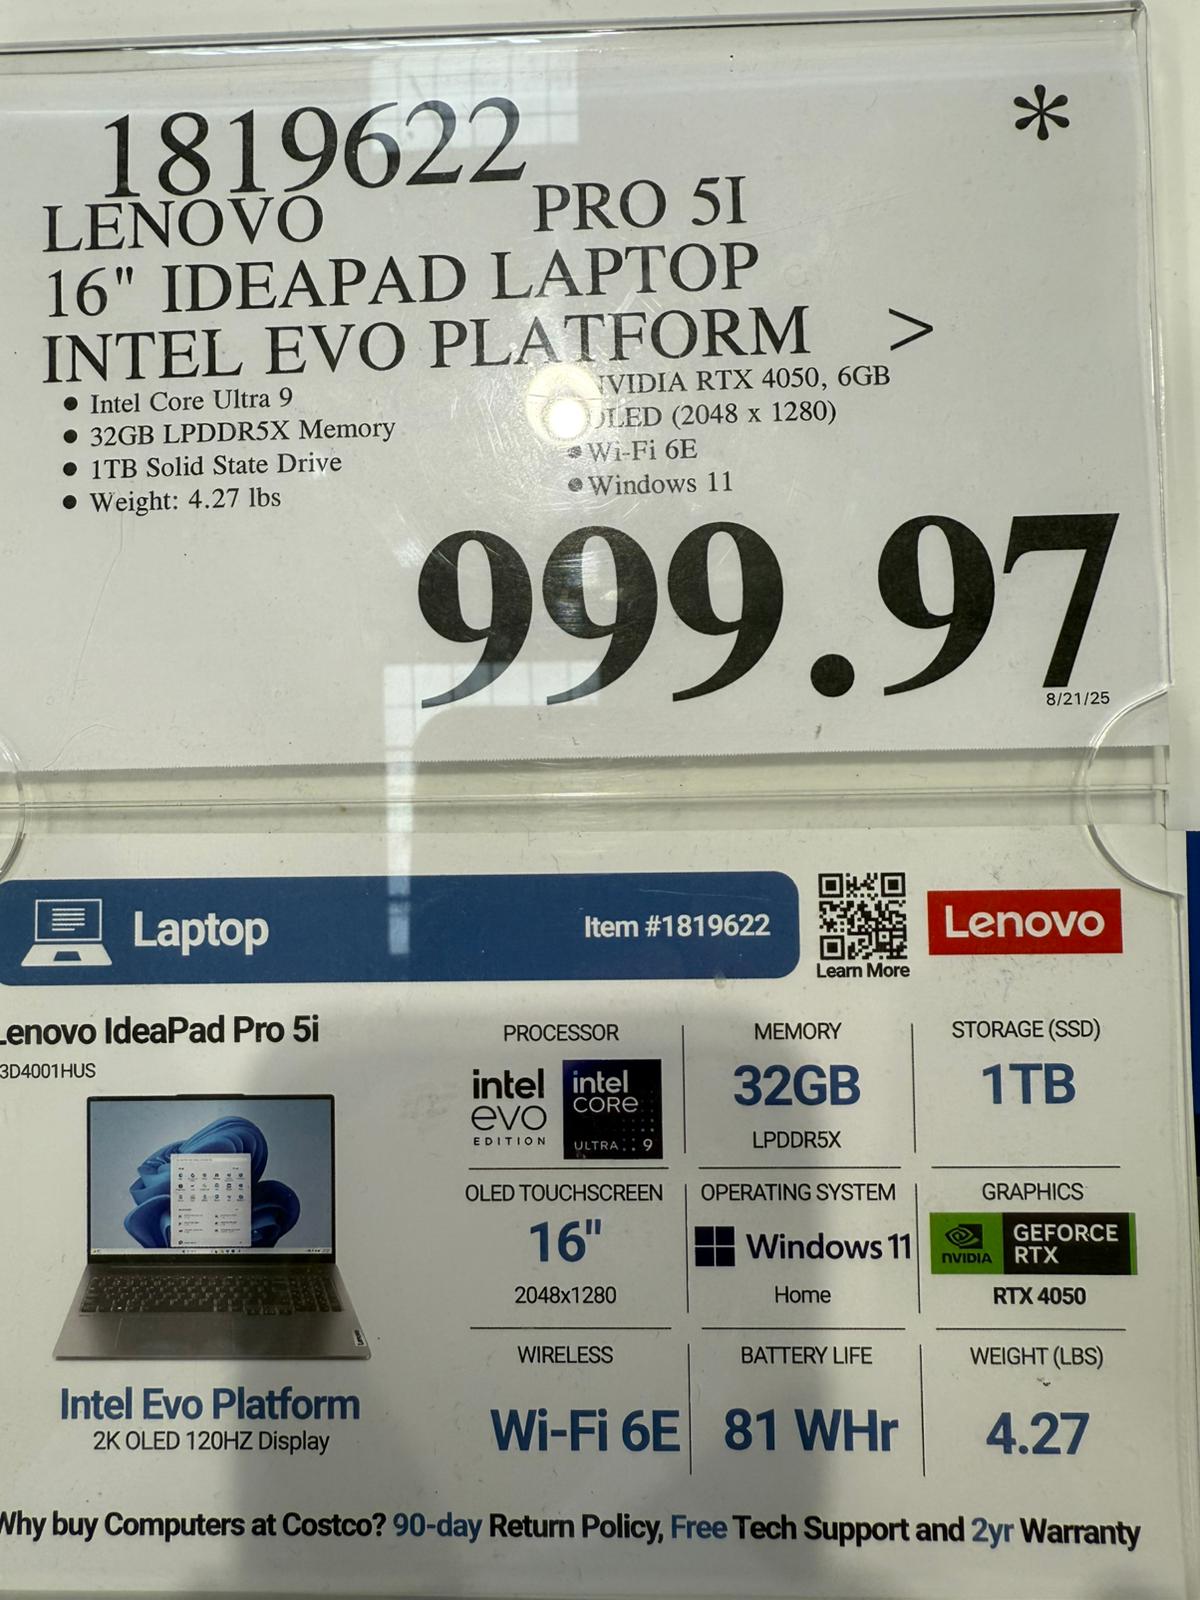 1819622
*
LENOVO PRO 5I
16" IDEAPAD LAPTOP
INTEL EVO PLATFORM >
• Intel Core Ultra 9
• 32GB LPDDR5X Memory
• 1TB Solid State Drive
• Weight: 4.27 lbs
NVIDIA RTX 4050, 6GB
OLED (2048 x 1280)
• Wi-Fi 6E
• Windows 11
999.97
8/21/25
Laptop
Item #1819622
Learn More
Lenovo
Lenovo IdeaPad Pro 5i
3D4001HUS
PROCESSOR
intel evo EDITION
intel CORE ULTRA 9
MEMORY
32GB
LPDDR5X
STORAGE (SSD)
1TB
OLED TOUCHSCREEN
16"
2048x1280
OPERATING SYSTEM
Windows 11
Home
GRAPHICS
NVIDIA GEFORCE RTX
RTX 4050
WIRELESS
Wi-Fi 6E
BATTERY LIFE
81 WHr
WEIGHT (LBS)
4.27
Intel Evo Platform
2K OLED 120HZ Display
Why buy Computers at Costco? 90-day Return Policy, Free Tech Support and 2yr Warranty